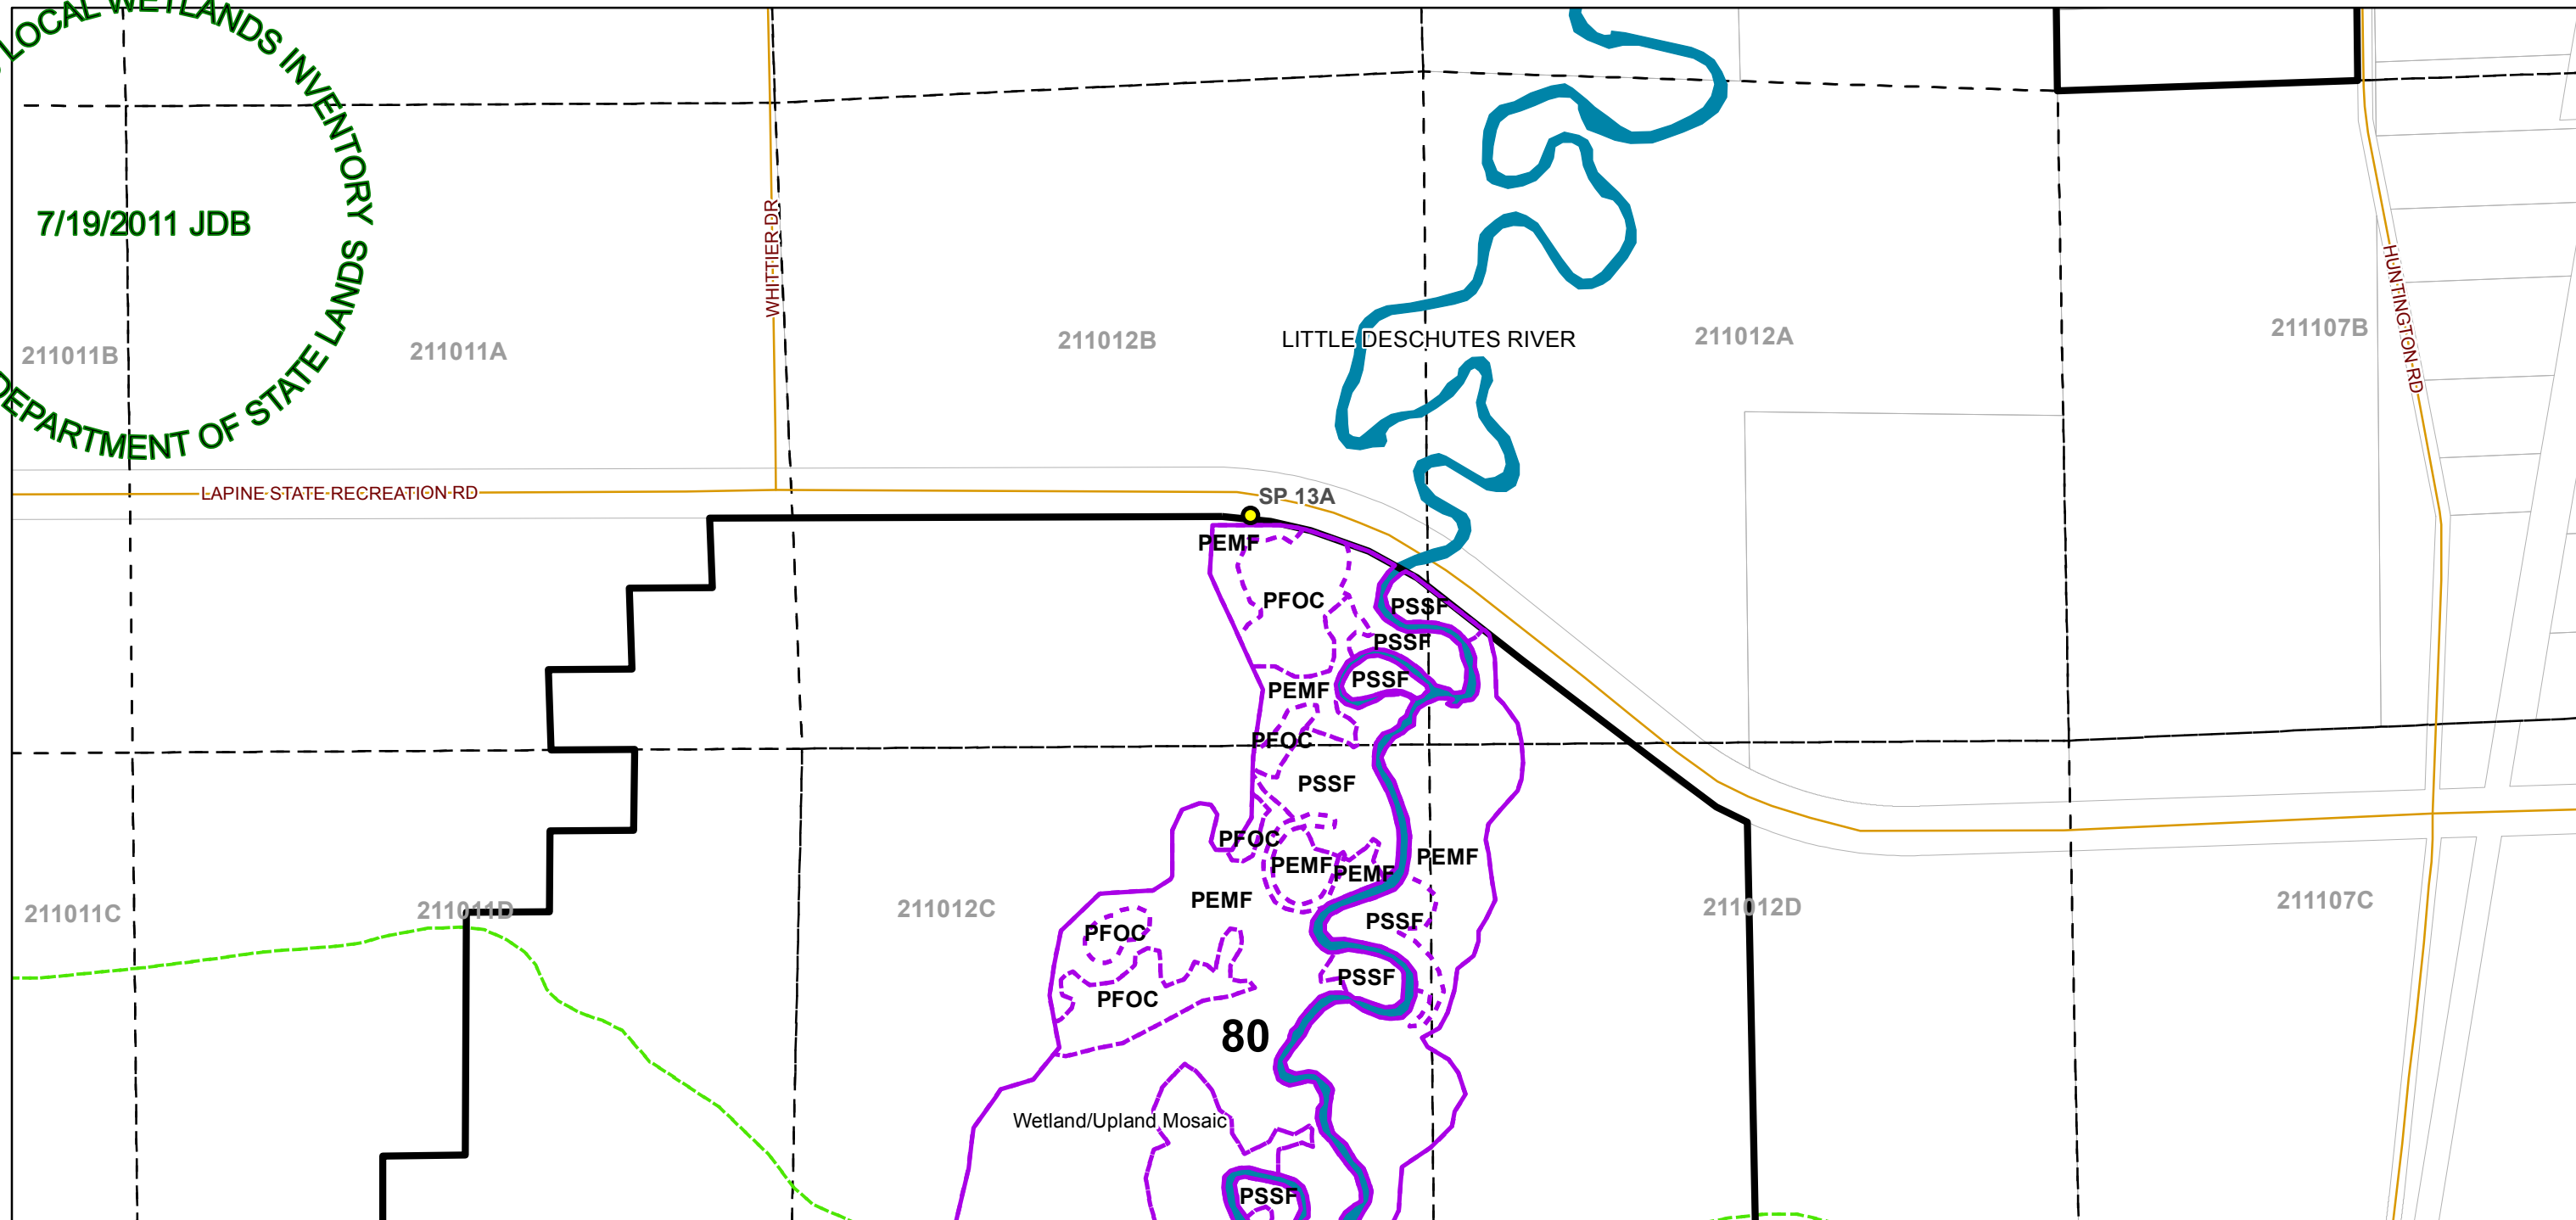 LOCAL WETLANDS INVENTORY
7/19/2011 JDB
DEPARTMENT OF STATE LANDS
WHITTIER DR
HUNTINGTON RD
211011B
211011A
211012B
LITTLE DESCHUTES RIVER
211012A
211107B
LAPINE STATE RECREATION RD
SP 13A
PEMF
PFOC
PSSF
PSSF
PSSF
PEMF
PFOC
PSSF
PFOC
PEMF
PEMF
PEMF
PEMF
211011C
211011D
211012C
211012D
211107C
PFOC
PSSF
PSSF
PFOC
80
Wetland/Upland Mosaic
PSSF